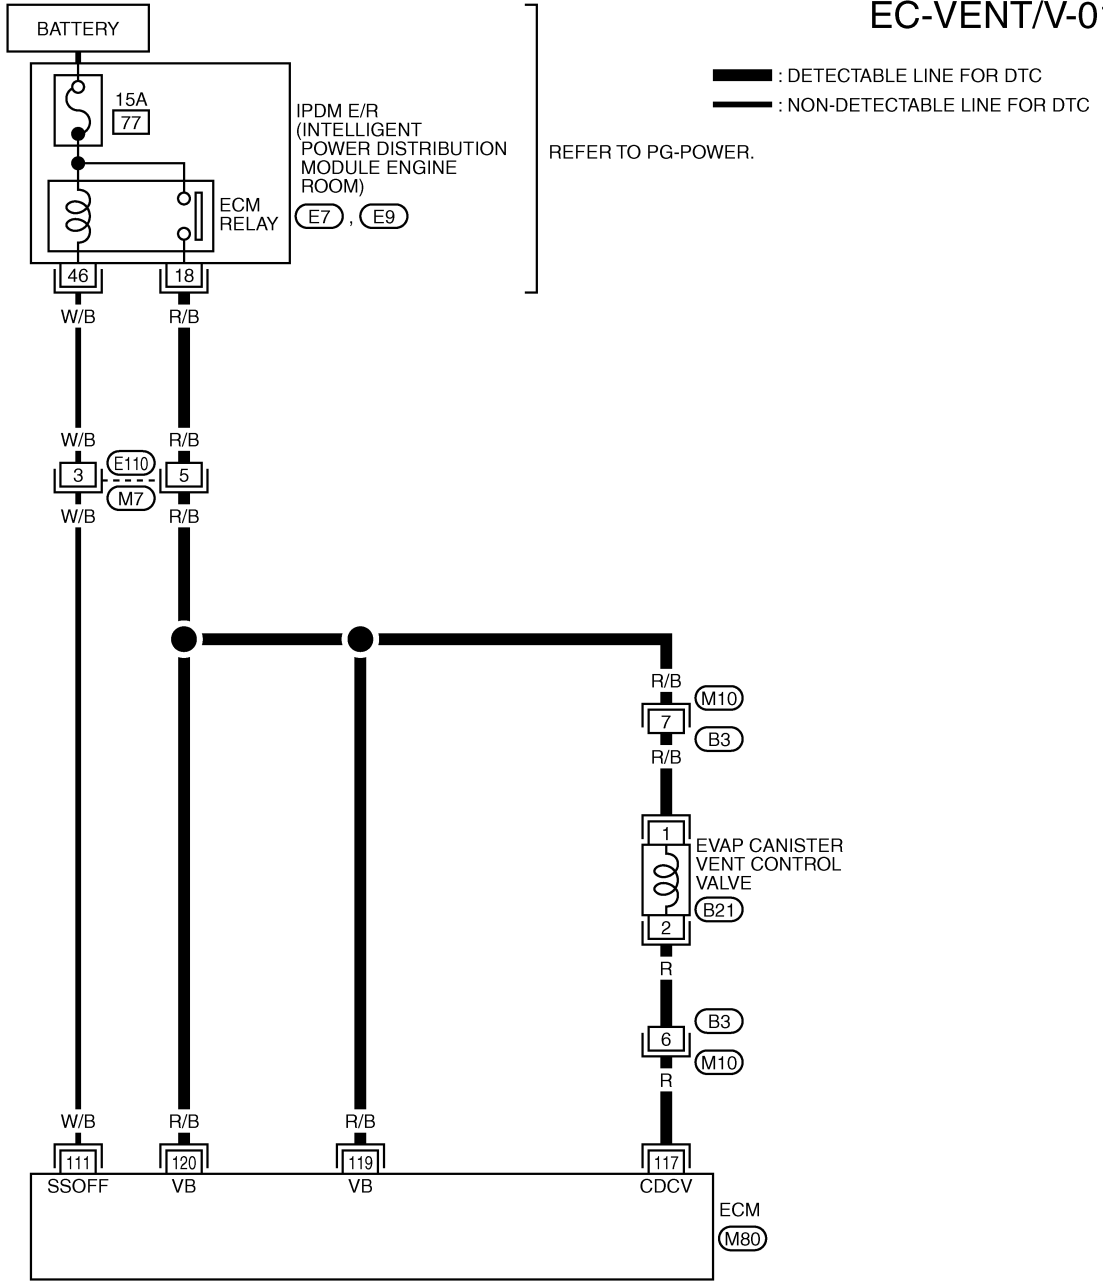 EC-VENT/V-01
BATTERY
: DETECTABLE LINE FOR DTC
: NON-DETECTABLE LINE FOR DTC
15A
77
IPDM E/R
(INTELLIGENT
POWER DISTRIBUTION
MODULE ENGINE
ROOM)
E7 , E9
REFER TO PG-POWER.
ECM
RELAY
46
18
W/B
R/B
W/B
R/B
3
E110
M7
5
W/B
R/B
R/B
M10
7
B3
R/B
1
EVAP CANISTER
VENT CONTROL
VALVE
B21
2
R
B3
6
M10
R
W/B
R/B
R/B
111
120
119
117
SSOFF
VB
VB
CDCV
ECM
M80